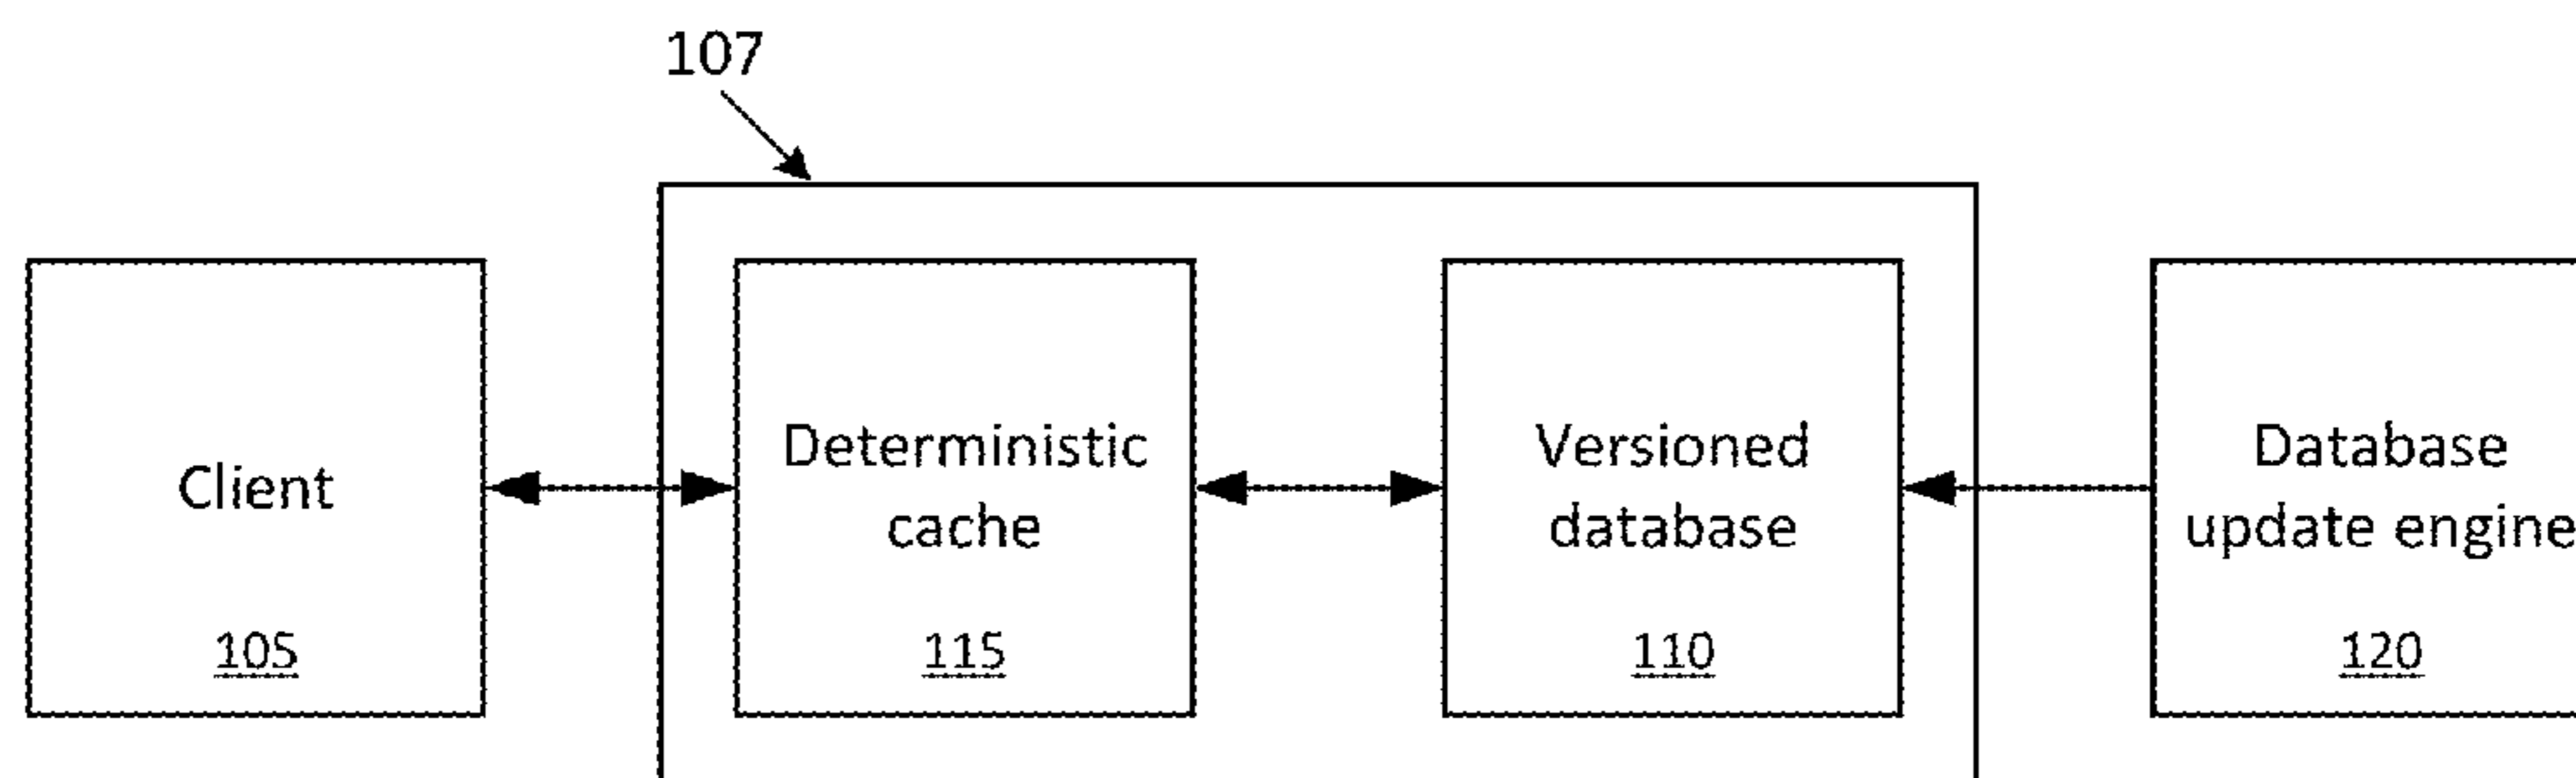 107
Client
105
Deterministic
cache
115
Versioned
database
110
Database
update engine
120